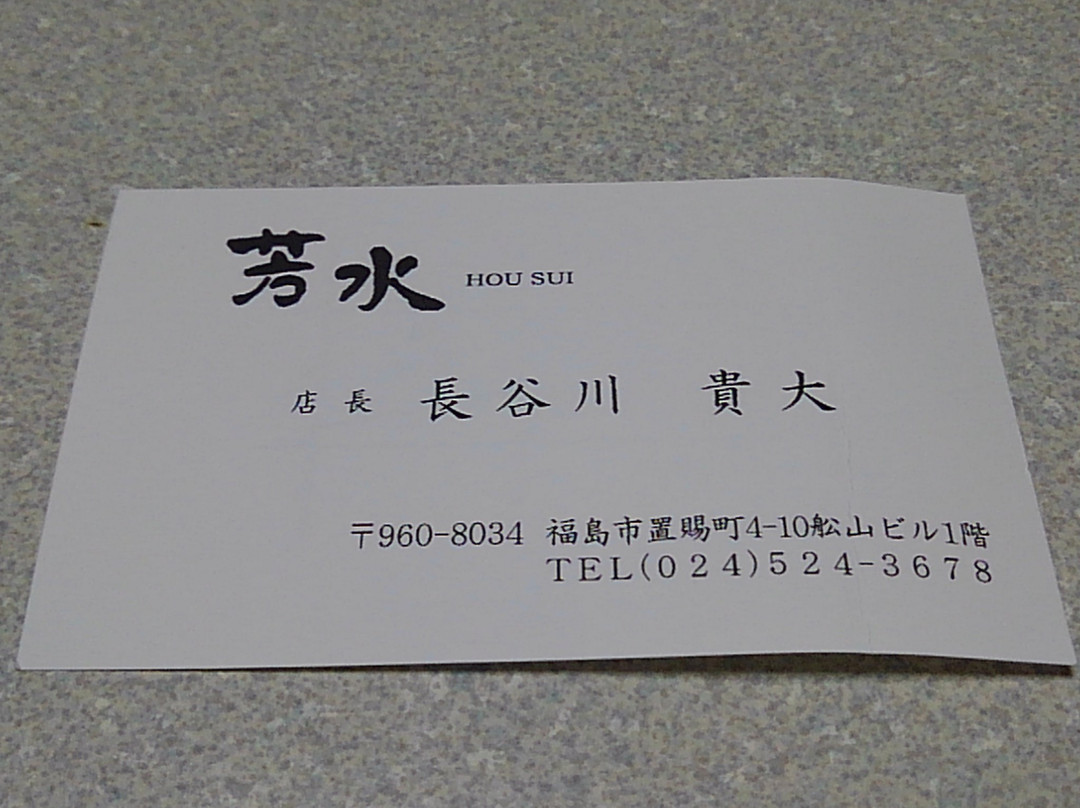 芳水 HOU SUI
店長 長谷川 貴大
〒960-8034 福島市置賜町4-10舩山ビル1階
TEL(024)524-3678